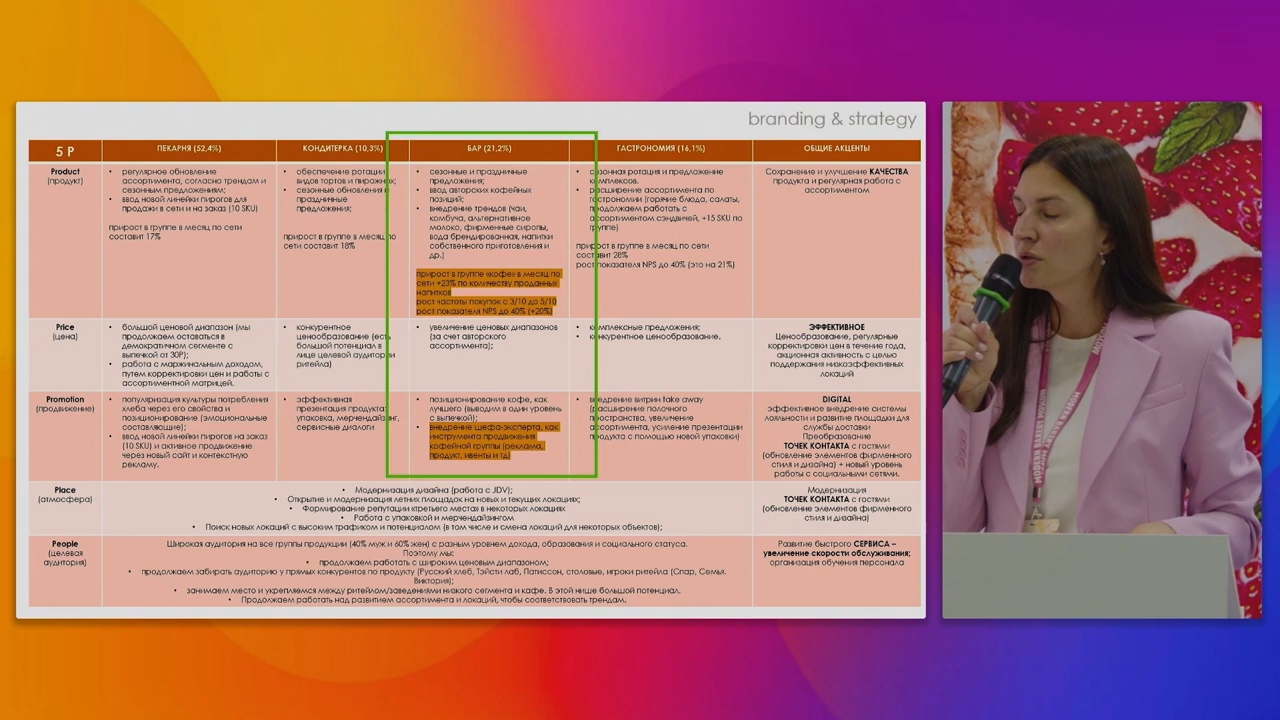 branding & strategy
5 P
ПЕКАРНЯ (52,4%)
КОНДИТЕРКА (10,3%)
БАР (21,2%)
ГАСТРОНОМИЯ (16,1%)
ОБЩИЕ АКЦЕНТЫ
Product
(продукт)
• регулярное обновление
ассортимента, согласно трендам и
сезонным предложениям;
• ввод новой линейки пирогов для
продажи в сети и на заказ (10 SKU)
прирост в группе в месяц по сети
составит 17%
• обеспечение ротации
видов тортов и пирожных;
• сезонные обновления и
праздничные
предложения;
прирост в группе в месяц по
сети составит 18%
• сезонные и праздничные
предложения;
• ввод авторских кофейных
позиций;
• внедрение трендов (чаи,
комбуча, альтернативное
молоко, фирменные сиропы,
вода брендированная, напитки
собственного приготовления и
др.)
прирост в группе «кофе» в месяц по
сети +23% по количеству проданных
напитков
рост частоты покупок с 3/10 до 5/10
рост показателя NPS до 40% (+20%)
• сезонная ротация и предложение
комплексов.
• расширение ассортимента по
гастрономии (горячие блюда, салаты,
продолжаем работать с
ассортиментом сэндвичей, +15 SKU по
группе)
прирост в группе в месяц по сети
составит 28%
рост показателя NPS до 40% (это на 21%)
Сохранение и улучшение КАЧЕСТВА
продукта и регулярная работа с
ассортиментом
Price
(цена)
• большой ценовой диапазон (мы
продолжаем оставаться в
демократичном сегменте с
выпечкой от 30Р);
• работа с маржинальным доходом,
путем корректировки цен и работы с
ассортиментной матрицей.
• конкурентное
ценообразование (есть
большой потенциал в
лице целевой аудитории
ритейла)
• увеличение ценовых диапазонов
(за счет авторского
ассортимента);
• комплексные предложения;
• конкурентное ценообразование.
ЭФФЕКТИВНОЕ
Ценообразование, регулярные
корректировки цен в течение года,
акционная активность с целью
поддержания низкоэффективных
локаций
Promotion
(продвижение)
• популяризация культуры потребления
хлеба через его свойства и
позиционирование (эмоциональные
составляющие);
• ввод новой линейки пирогов на заказ
(10 SKU) и активное продвижение
через новый сайт и контекстную
рекламу.
• эффективная
презентация продукта:
упаковка, мерчендайзинг,
сервисные диалоги
• позиционирование кофе, как
лучшего (выводим в один уровень
с выпечкой);
• внедрение шефа-эксперта, как
инструмента продвижения
кофейной группы (реклама,
продукт, ивенты и тд)
• внедрение витрин take away
(расширение полочного
пространства, увеличение
ассортимента, усиление презентации
продукта с помощью новой упаковки)
DIGITAL
эффективное внедрение системы
лояльности и развитие площадки для
службы доставки
Преобразование
ТОЧЕК КОНТАКТА с гостями
(обновление элементов фирменного
стиля и дизайна) + новый уровень
работы с социальными сетями.
Place
(атмосфера)
• Модернизация дизайна (работа с JDV);
• Открытие и модернизация летних площадок на новых и текущих локациях;
• Формирование репутации «третьего места» в некоторых локациях
• Работа с упаковкой и мерчендайзингом
• Поиск новых локаций с высоким трафиком и потенциалом (в том числе и смена локаций для некоторых объектов);
Модернизация
ТОЧЕК КОНТАКТА с гостями
(обновление элементов фирменного
стиля и дизайна)
People
(целевая
аудитория)
Широкая аудитория на все группы продукции (40% муж и 60% жен) с разным уровнем дохода, образования и социального статуса.
Поэтому мы:
• продолжаем работать с широким ценовым диапазоном;
• продолжаем забирать аудиторию у прямых конкурентов по продукту (Русский хлеб, Тэйсти лаб, Патиссон, столовые, игроки ритейла (Спар, Семья,
Виктория);
• занимаем место и укрепляемся между ритейлом/заведениями низкого сегмента и кафе. В этой нише большой потенциал.
• Продолжаем работать над развитием ассортимента и локаций, чтобы соответствовать трендам.
Развитие быстрого СЕРВИСА –
увеличение скорости обслуживания;
организация обучения персонала
MODERN BAKERY